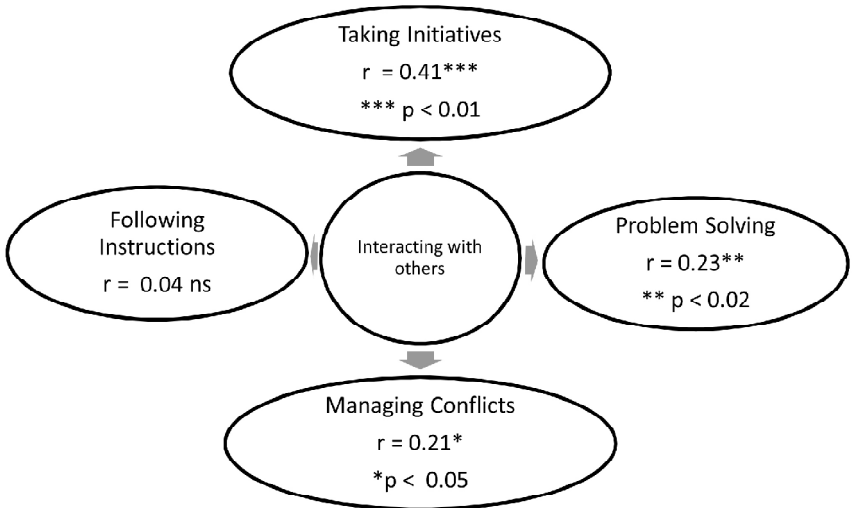 Taking Initiatives
r = 0.41***
*** p < 0.01
Following
Instructions
r = 0.04 ns
Interacting with
others
Problem Solving
r = 0.23**
** p < 0.02
Managing Conflicts
r = 0.21*
*p < 0.05